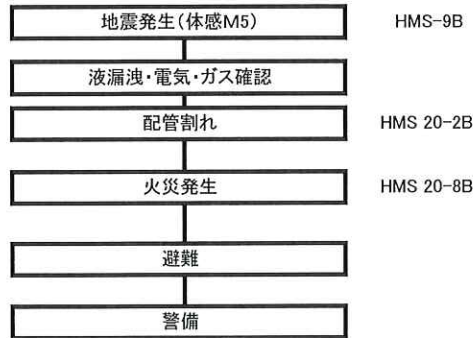 地震発生(体感M5) HMS-9B
液漏洩・電気・ガス確認
配管割れ HMS 20-2B
火災発生 HMS 20-8B
避難
警備